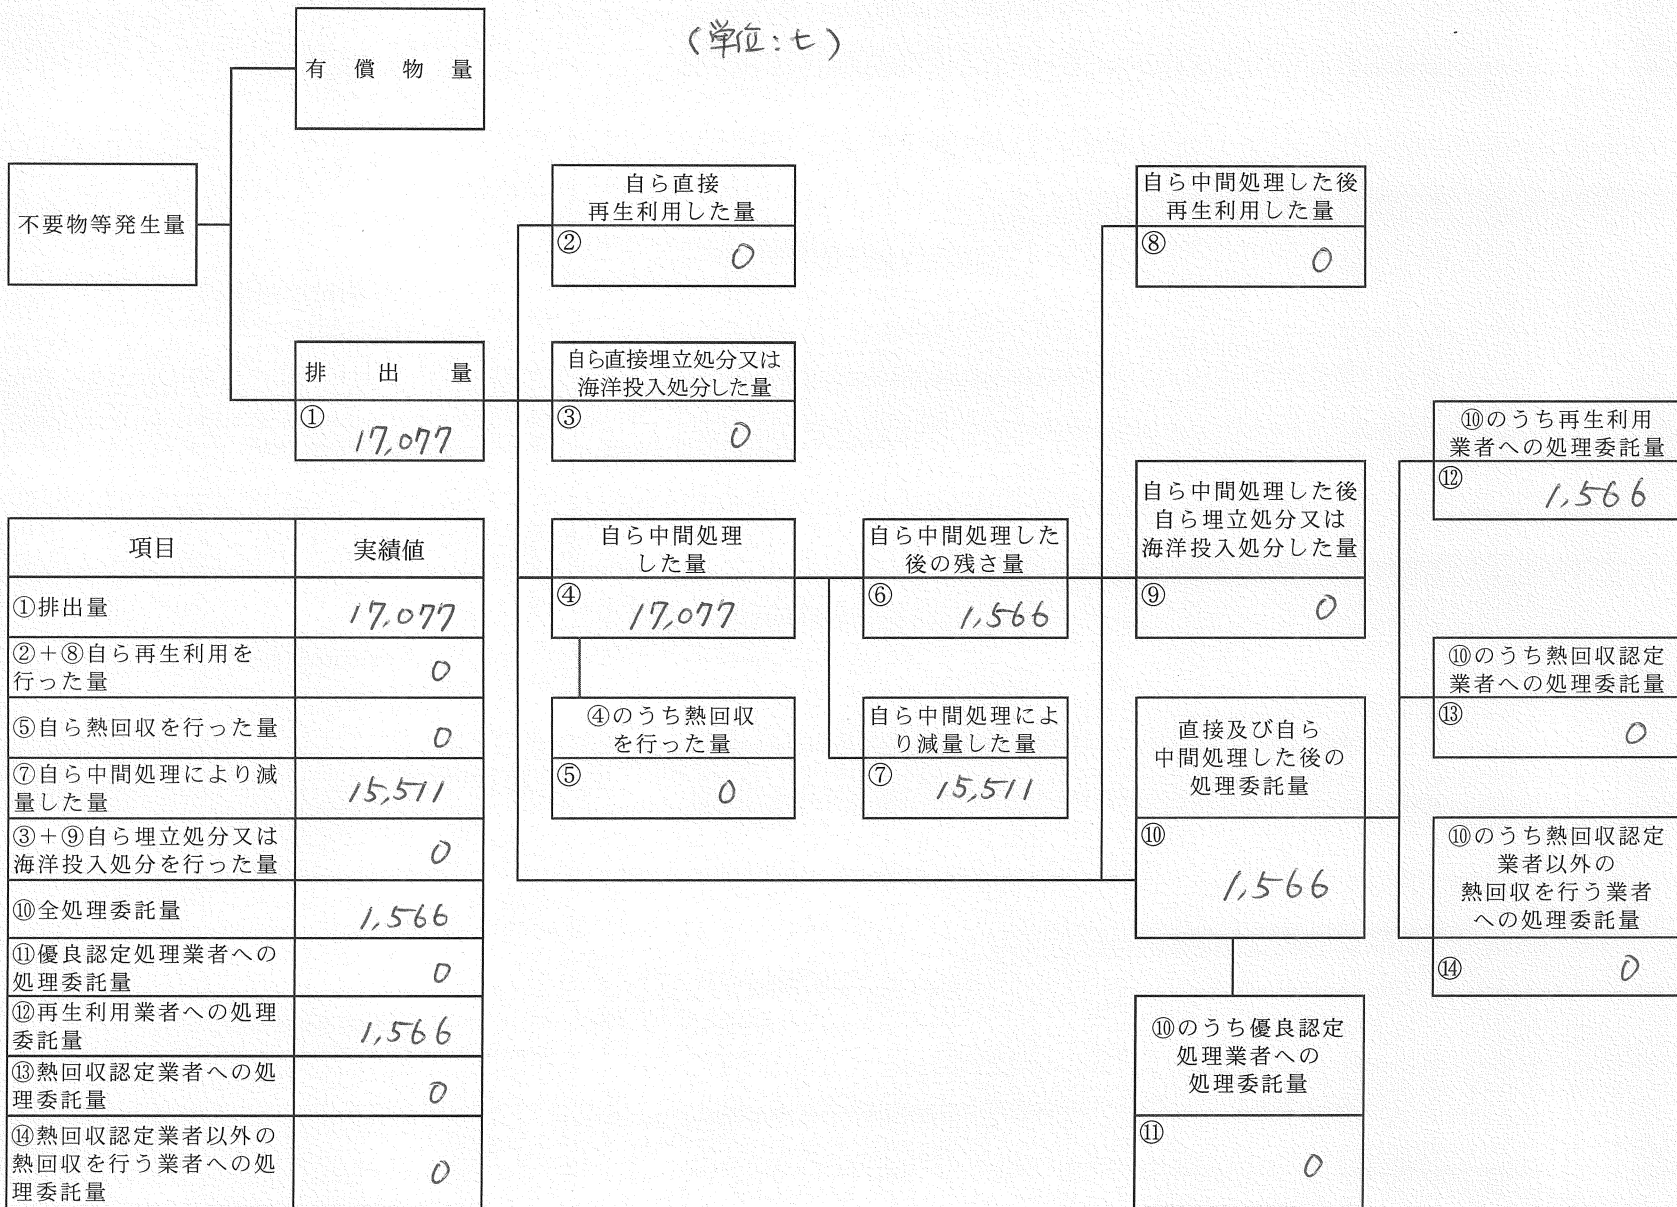 (単位:t)
有償物量
不要物等発生量
排出量
① 17,077
自ら直接
再生利用した量
② 0
自ら直接埋立処分又は
海洋投入処分した量
③ 0
自ら中間処理
した量
④ 17,077
④のうち熱回収
を行った量
⑤ 0
自ら中間処理した
後の残さ量
⑥ 1,566
自ら中間処理によ
り減量した量
⑦ 15,511
自ら中間処理した後
再生利用した量
⑧ 0
自ら中間処理した後
自ら埋立処分又は
海洋投入処分した量
⑨ 0
直接及び自ら
中間処理した後の
処理委託量
⑩ 1,566
⑩のうち優良認定
処理業者への
処理委託量
⑪ 0
⑩のうち再生利用
業者への処理委託量
⑫ 1,566
⑩のうち熱回収認定
業者への処理委託量
⑬ 0
⑩のうち熱回収認定
業者以外の
熱回収を行う業者
への処理委託量
⑭ 0
項目 実績値
①排出量 17,077
②+⑧自ら再生利用を
行った量 0
⑤自ら熱回収を行った量 0
⑦自ら中間処理により減
量した量 15,511
③+⑨自ら埋立処分又は
海洋投入処分を行った量 0
⑩全処理委託量 1,566
⑪優良認定処理業者への
処理委託量 0
⑫再生利用業者への処理
委託量 1,566
⑬熱回収認定業者への処
理委託量 0
⑭熱回収認定業者以外の
熱回収を行う業者への処
理委託量 0